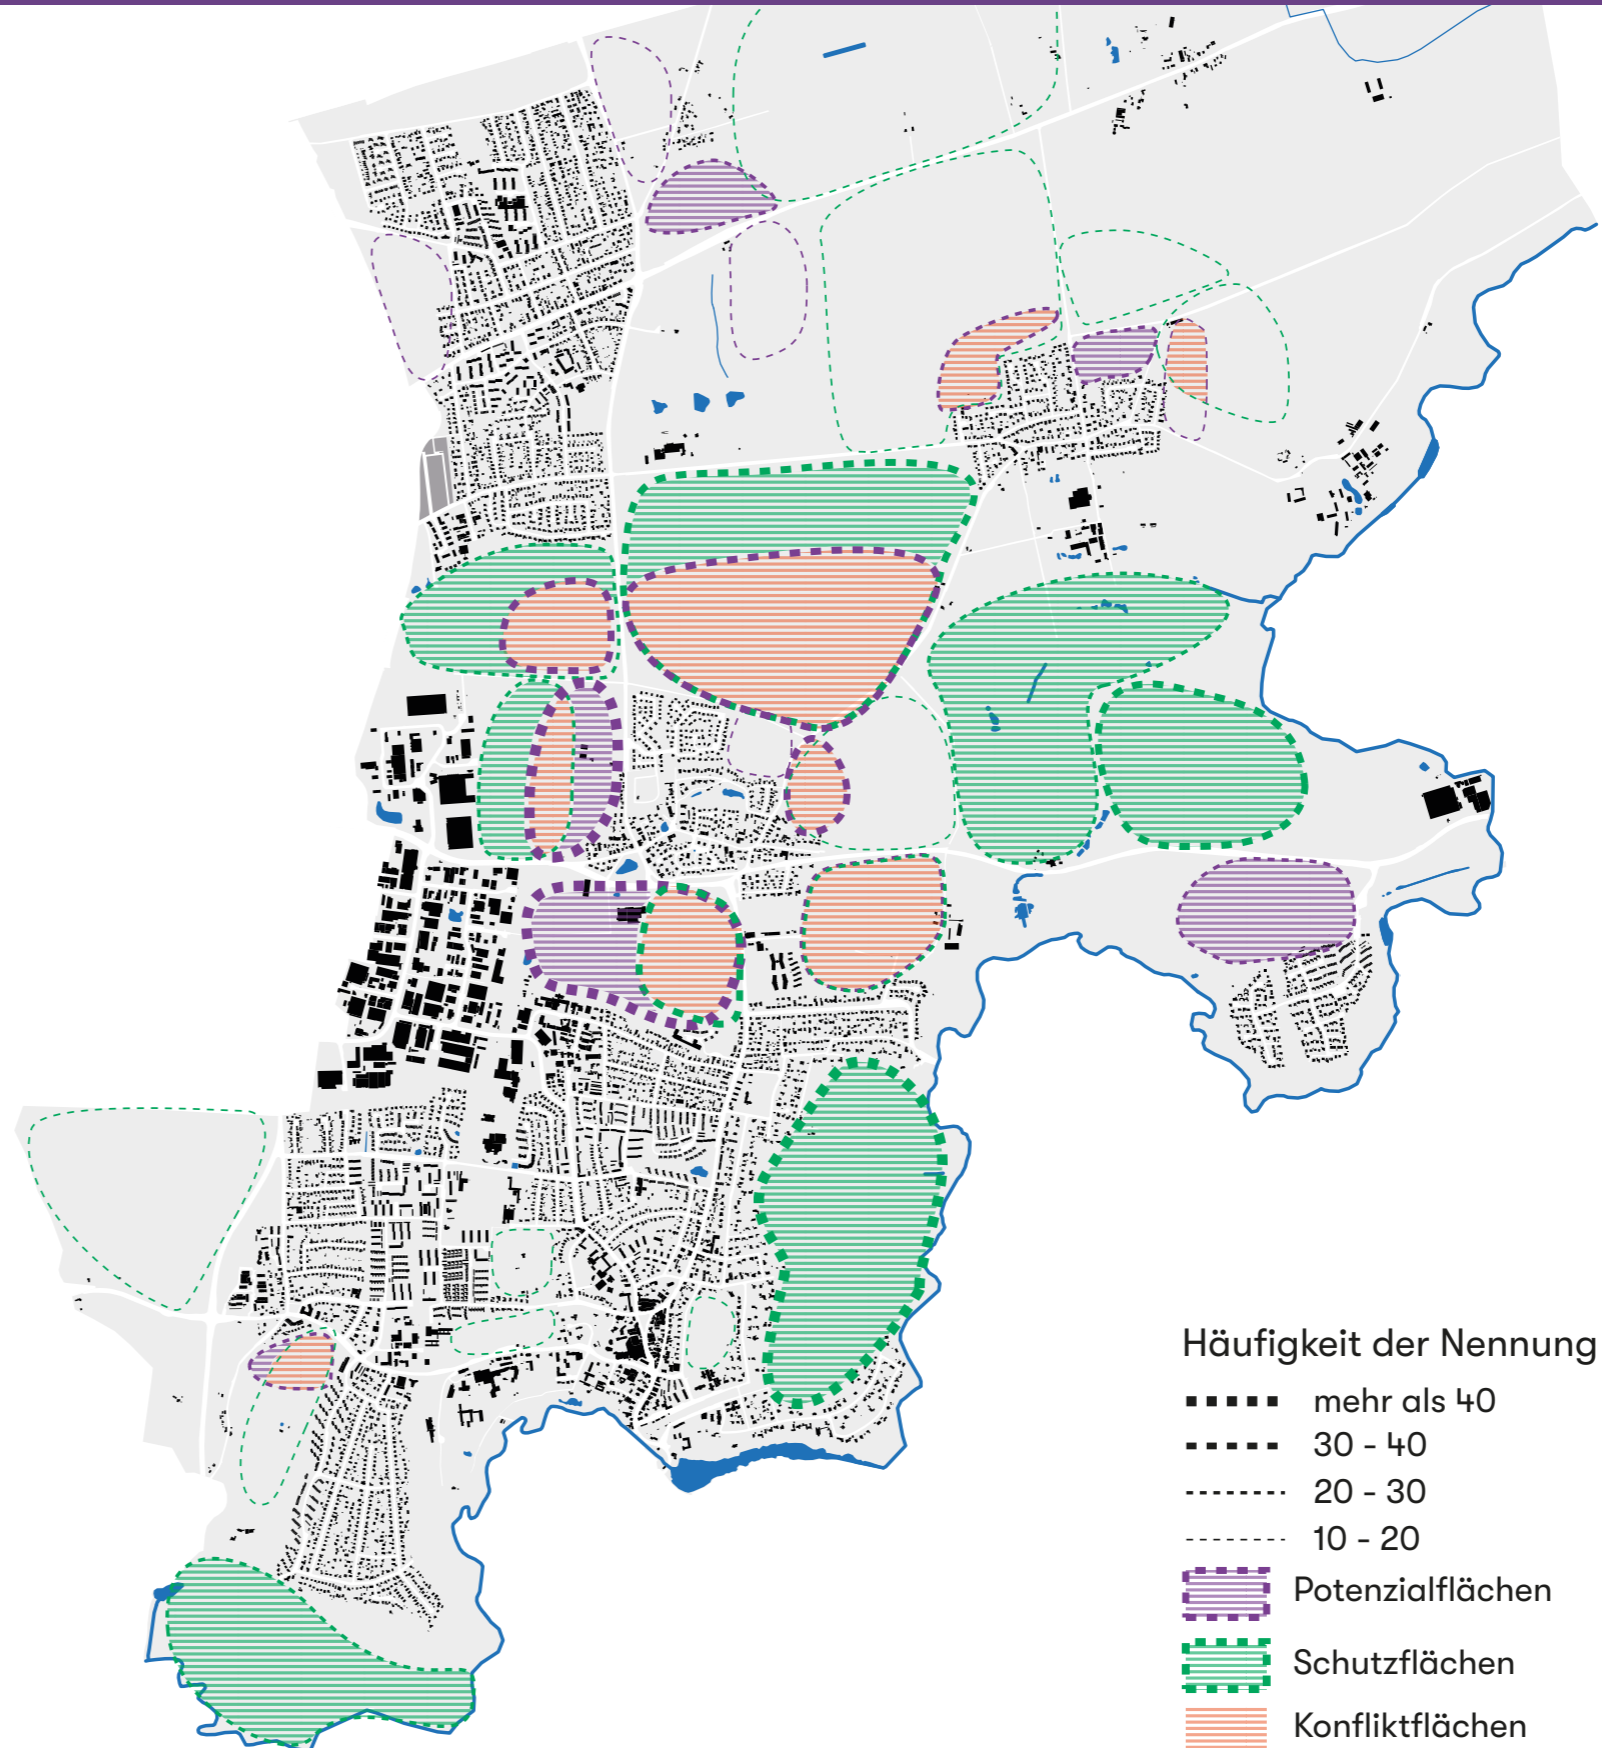 Häufigkeit der Nennung
mehr als 40
30 - 40
20 - 30
10 - 20
Potenzialflächen
Schutzflächen
Konfliktflächen